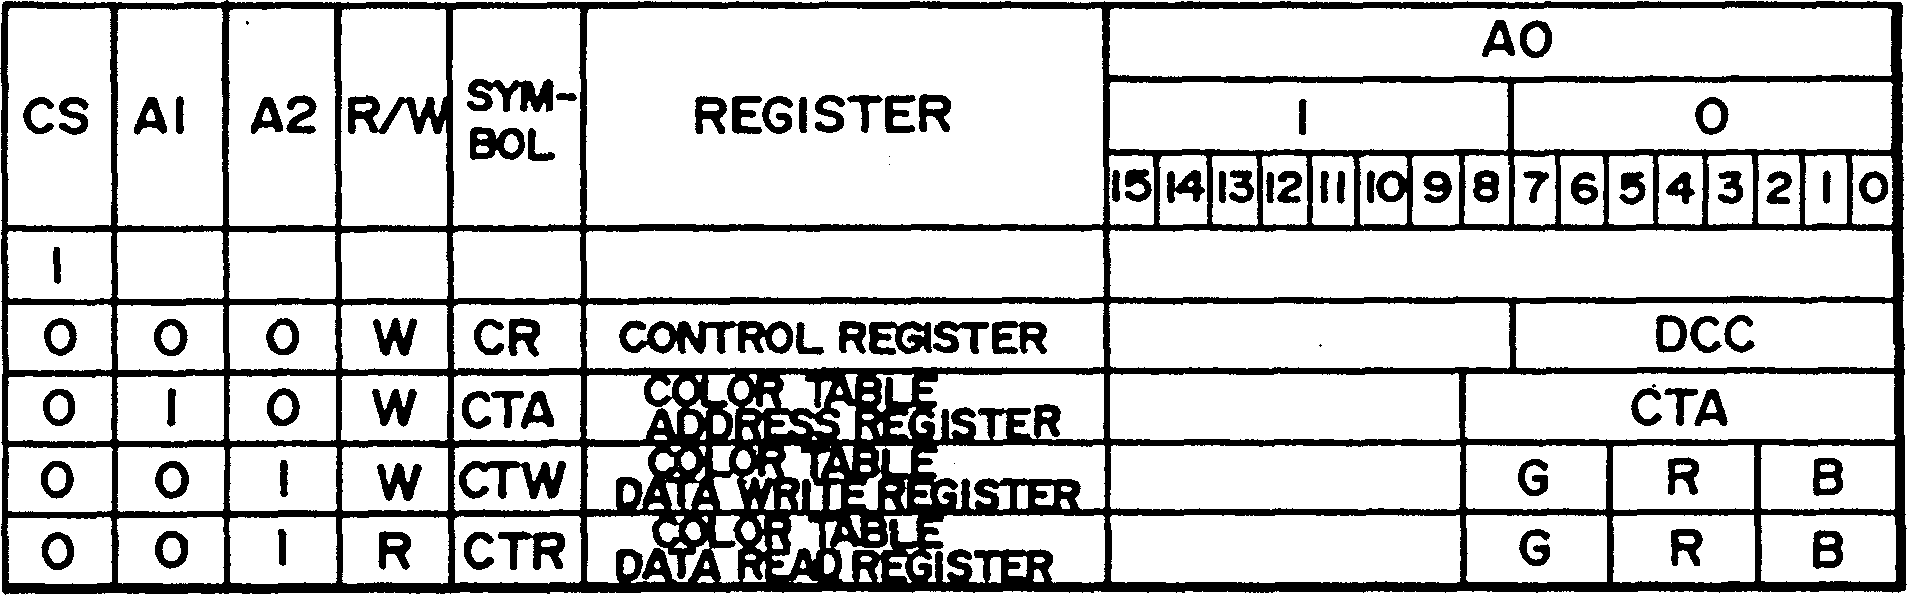 AO
CS A1 A2 R/W SYM-
BOL REGISTER 1 0
15 14 13 12 11 10 9 8 7 6 5 4 3 2 1 0
1
0 0 0 W CR CONTROL REGISTER DCC
0 1 0 W CTA COLOR TABLE
ADDRESS REGISTER CTA
0 0 1 W CTW COLOR TABLE
DATA WRITE REGISTER G R B
0 0 1 R CTR COLOR TABLE
DATA READ REGISTER G R B